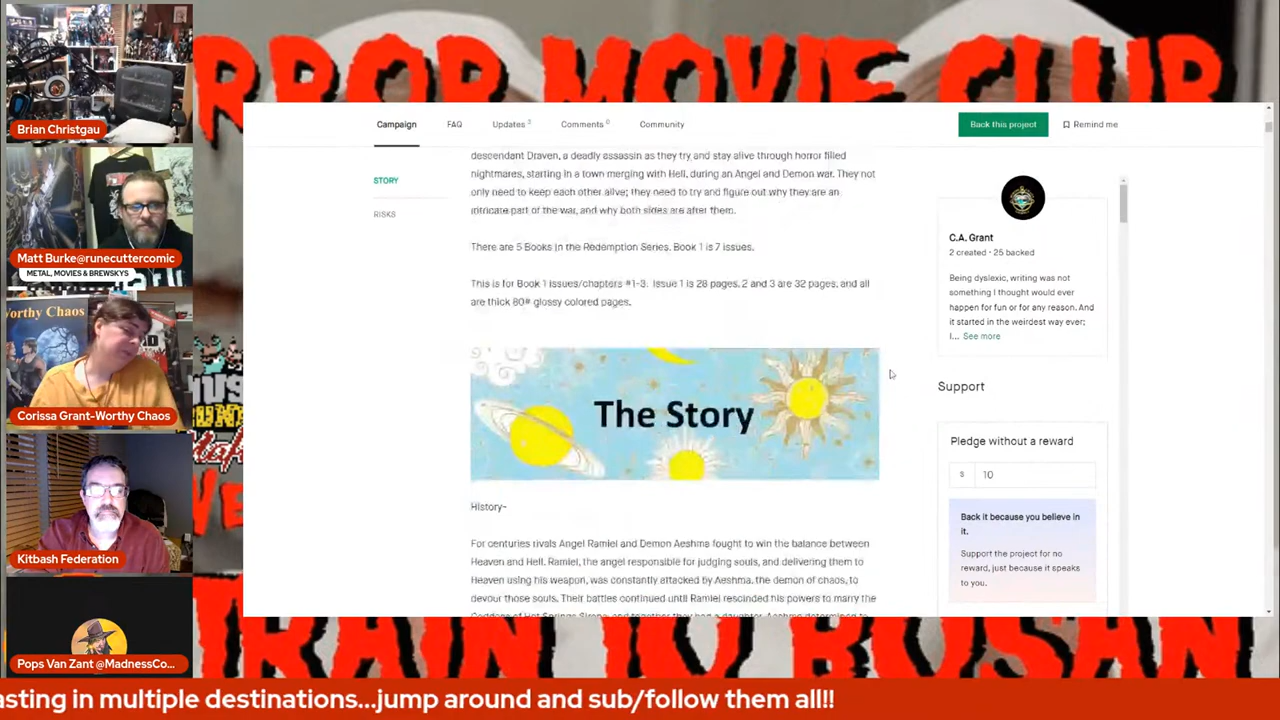 RROR MOVIE CLUB
Brian Christgau
Matt Burke@runecuttercomic
METAL, MOVIES & BREWSKYS
Worthy Chaos
Corissa Grant-Worthy Chaos
Kitbash Federation
Pops Van Zant @MadnessCo...
Campaign
FAQ
Updates 3
Comments 0
Community
Back this project
Remind me
STORY
RISKS
descendant Draven, a deadly assassin as they try and stay alive through horror filled
nightmares, starting in a town merging with Hell, during an Angel and Demon war. They not
only need to keep each other alive; they need to try and figure out why they are an
intricate part of the war, and why both sides are after them.
There are 5 Books in the Redemption Series. Book 1 is 7 issues.
This is for Book 1 issues/chapters #1-3. Issue 1 is 28 pages, 2 and 3 are 32 pages, and all
are thick 80# glossy colored pages.
The Story
History~
For centuries rivals Angel Ramiel and Demon Aeshma fought to win the balance between
Heaven and Hell. Ramiel, the angel responsible for judging souls, and delivering them to
Heaven using his weapon, was constantly attacked by Aeshma, the demon of chaos, to
devour those souls. Their battles continued until Ramiel rescinded his powers to marry the
C.A. Grant
2 created · 25 backed
Being dyslexic, writing was not
something I thought would ever
happen for fun or for any reason. And
it started in the weirdest way ever;
I... See more
Support
Pledge without a reward
$ 10
Back it because you believe in
it.
Support the project for no
reward, just because it speaks
to you.
TRAIN TO BUSAN
asting in multiple destinations...jump around and sub/follow them all!!